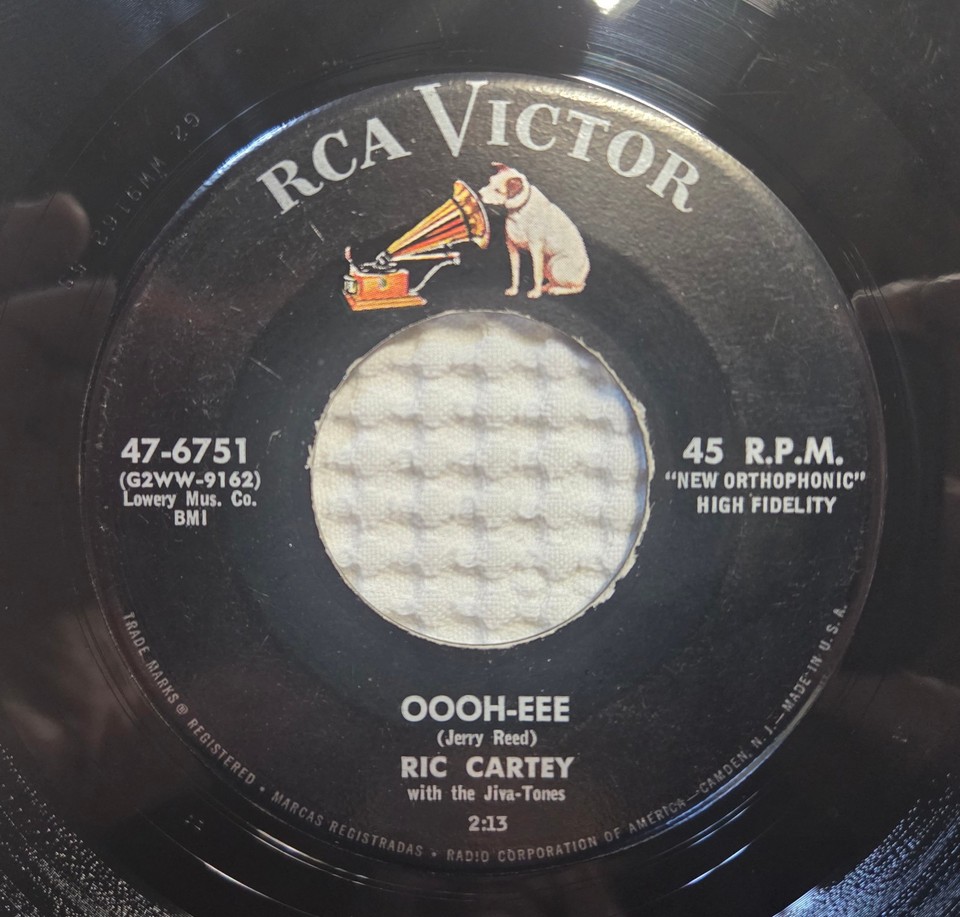 RCA VICTOR
47-6751
(G2WW-9162)
Lowery Mus. Co.
BMI
45 R.P.M.
"NEW ORTHOPHONIC"
HIGH FIDELITY
OOOH-EEE
(Jerry Reed)
RIC CARTEY
with the Jiva-Tones
2:13
TRADE MARKS ® REGISTERED • MARCAS REGISTRADAS • RADIO CORPORATION OF AMERICA—CAMDEN, N. J.—MADE IN U. S. A.